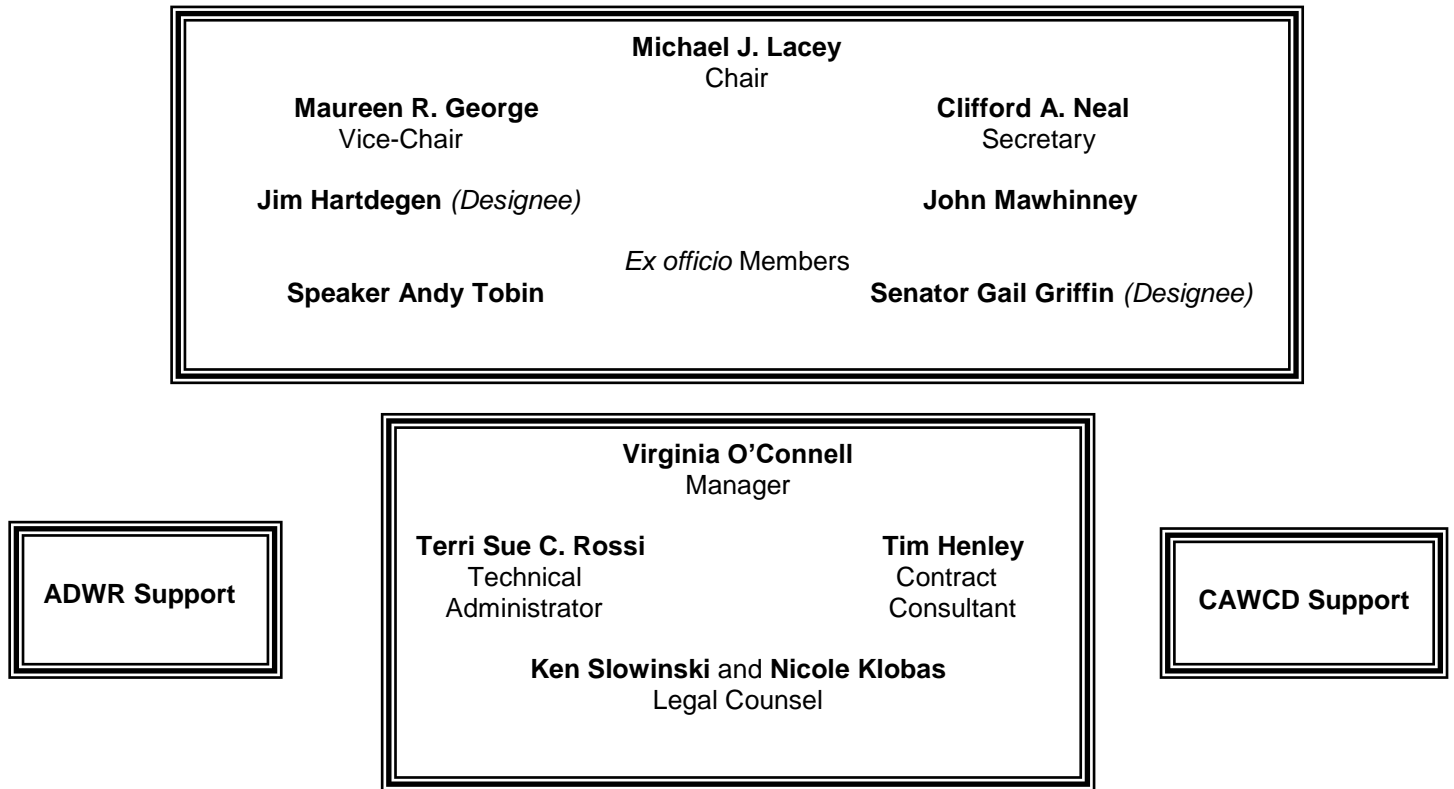 Michael J. Lacey
Chair
Maureen R. George Clifford A. Neal
Vice-Chair Secretary
Jim Hartdegen (Designee) John Mawhinney
Ex officio Members
Speaker Andy Tobin Senator Gail Griffin (Designee)
Virginia O’Connell
Manager
Terri Sue C. Rossi Tim Henley
Technical Contract
Administrator Consultant
ADWR Support
CAWCD Support
Ken Slowinski and Nicole Klobas
Legal Counsel